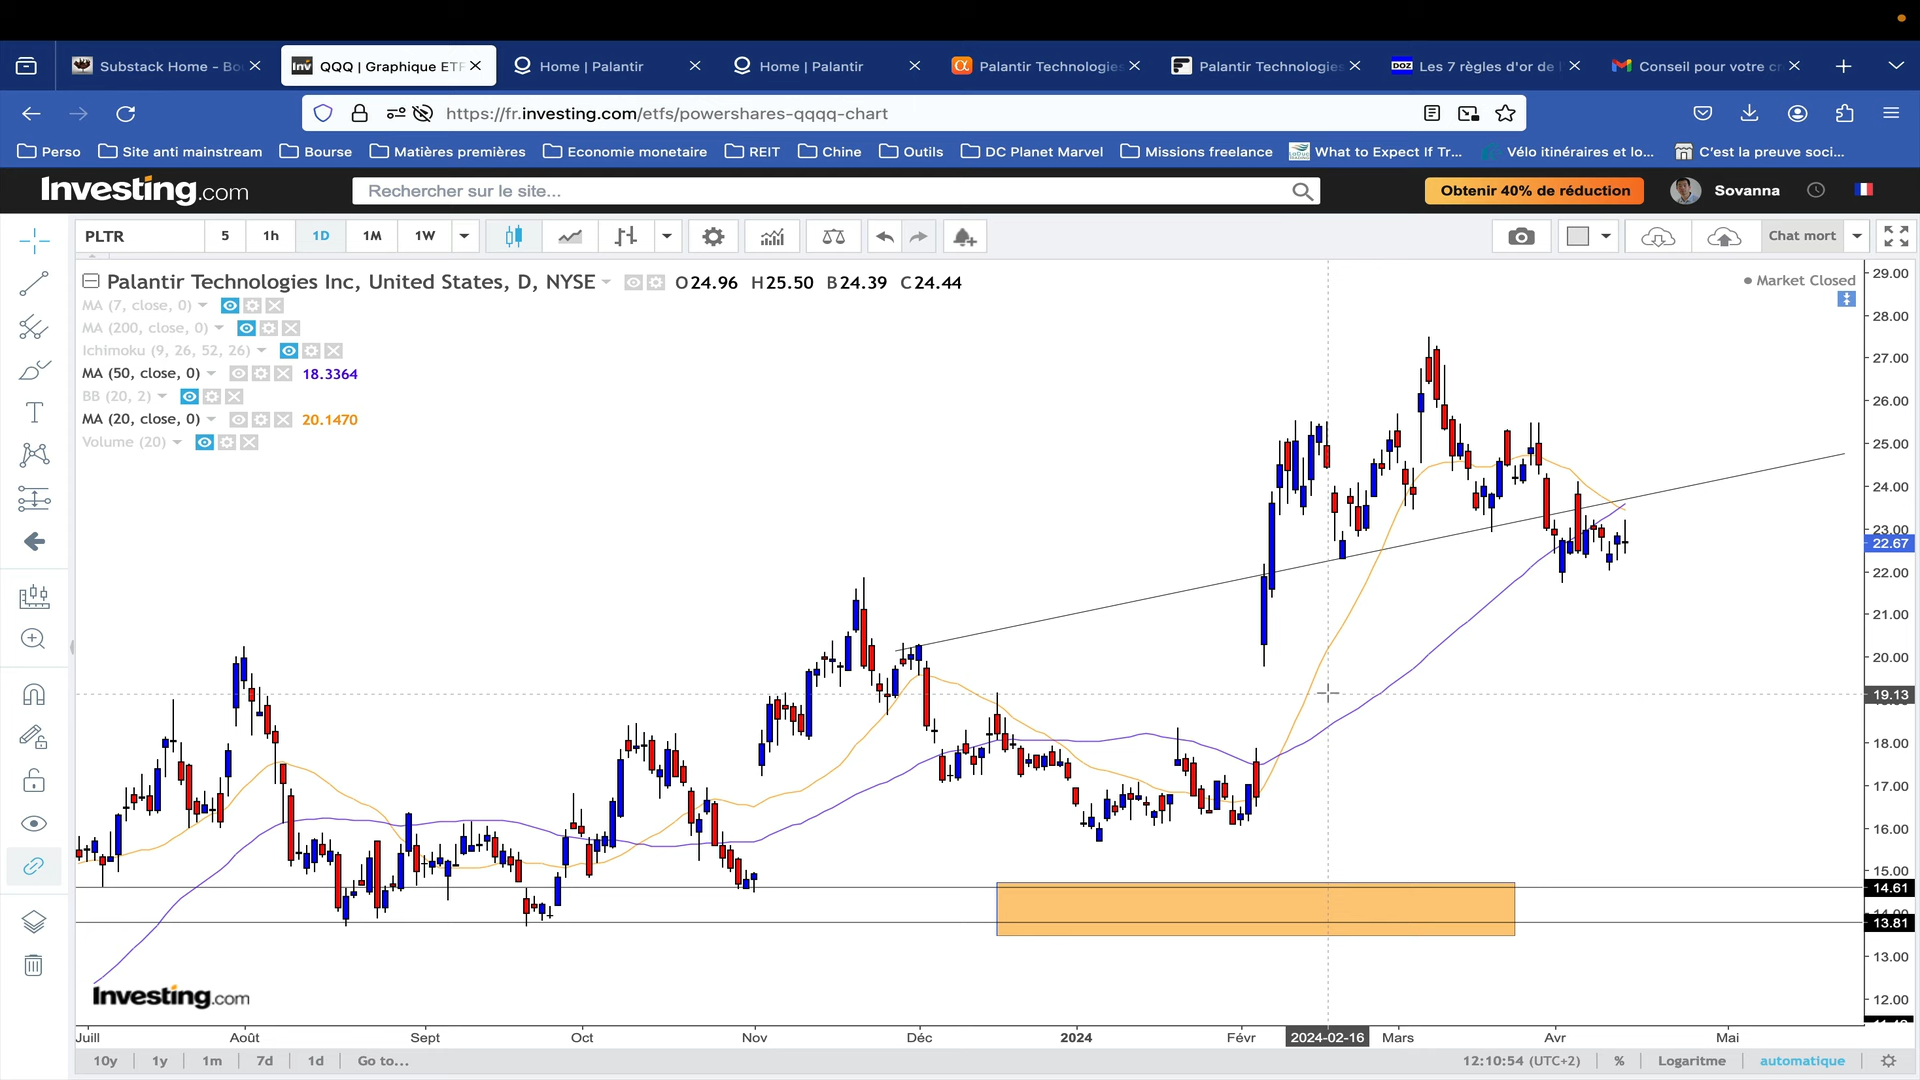 Substack Home - Bo
QQQ | Graphique ETF
Home | Palantir
Home | Palantir
Palantir Technologies
Palantir Technologies
DOZ
Les 7 règles d'or de
Conseil pour votre cr
https://fr.investing.com/etfs/powershares-qqqq-chart
Perso
Site anti mainstream
Bourse
Matières premières
Economie monetaire
REIT
Chine
Outils
DC Planet Marvel
Missions freelance
What to Expect If Tr...
Vélo itinéraires et lo...
C'est la preuve soci...
Investing.com
Rechercher sur le site...
Obtenir 40% de réduction
Sovanna
PLTR
5
1h
1D
1M
1W
Chat mort
Palantir Technologies Inc, United States, D, NYSE
O24.96 H25.50 B24.39 C24.44
Market Closed
MA (7, close, 0)
MA (200, close, 0)
Ichimoku (9, 26, 52, 26)
MA (50, close, 0) 18.3364
BB (20, 2)
MA (20, close, 0) 20.1470
Volume (20)
29.00
28.00
27.00
26.00
25.00
24.00
23.00
22.67
22.00
21.00
20.00
19.13
18.00
17.00
16.00
15.00
14.61
14.00
13.81
13.00
12.00
Investing.com
Juill
Août
Sept
Oct
Nov
Déc
2024
Févr
2024-02-16
Mars
Avr
Mai
10y
1y
1m
7d
1d
Go to...
12:10:54 (UTC+2)
%
Logaritme
automatique